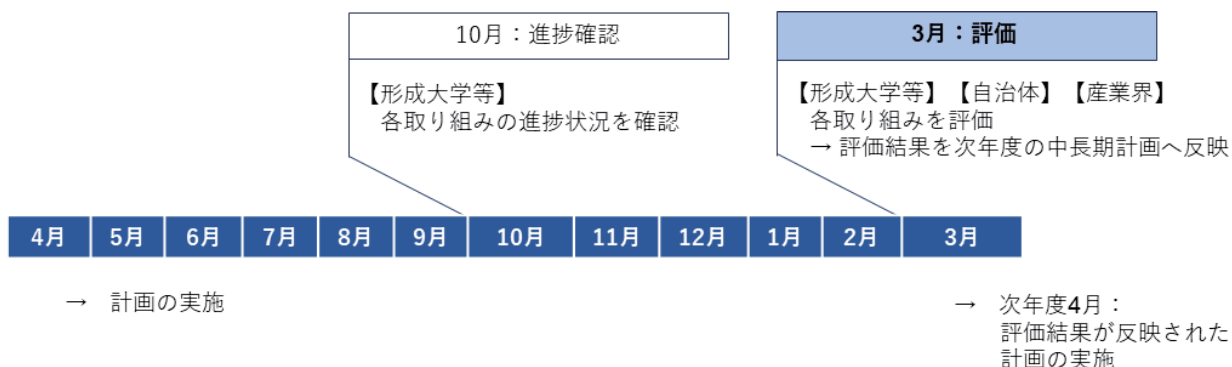 10月：進捗確認
【形成大学等】
各取り組みの進捗状況を確認
3月：評価
【形成大学等】【自治体】【産業界】
各取り組みを評価
→ 評価結果を次年度の中長期計画へ反映
4月 5月 6月 7月 8月 9月 10月 11月 12月 1月 2月 3月
→ 計画の実施
→ 次年度4月：
評価結果が反映された
計画の実施